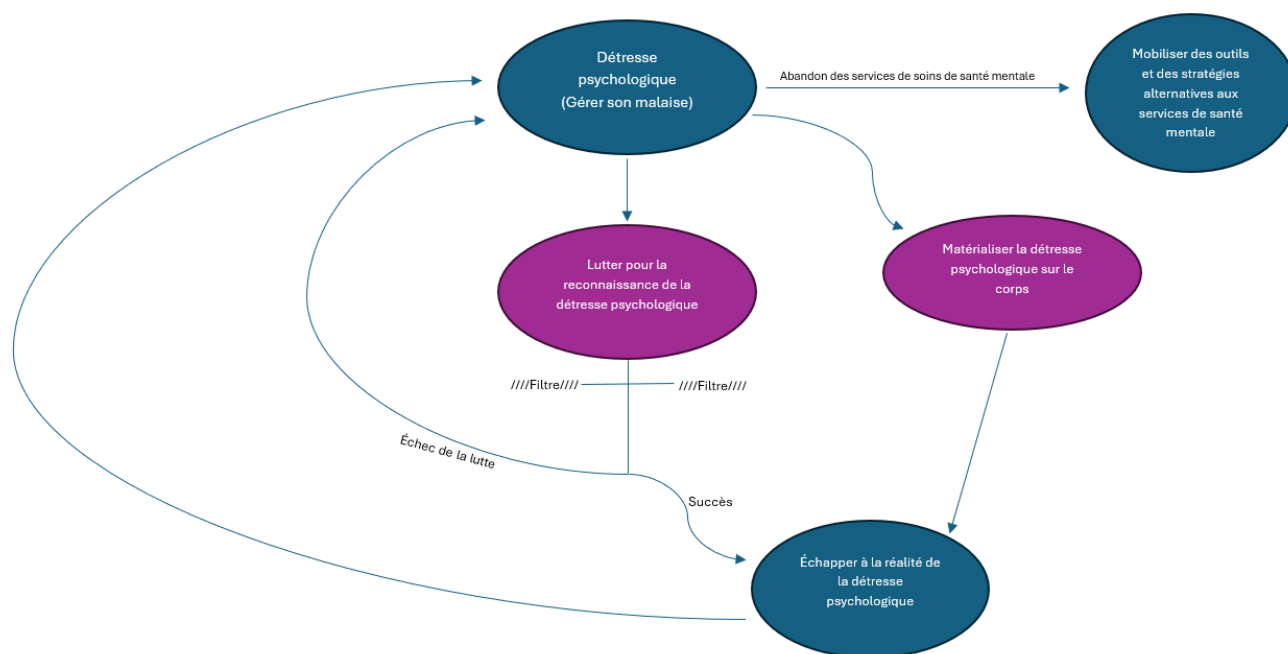 Détresse
psychologique
(Gérer son malaise)
Abandon des services de soins de santé mentale
Mobiliser des outils
et des stratégies
alternatives aux
services de santé
mentale
Lutter pour la
reconnaissance de la
détresse psychologique
Matérialiser la détresse
psychologique sur le
corps
////Filtre////
////Filtre////
Échec de la lutte
Succès
Échapper à la réalité de
la détresse
psychologique